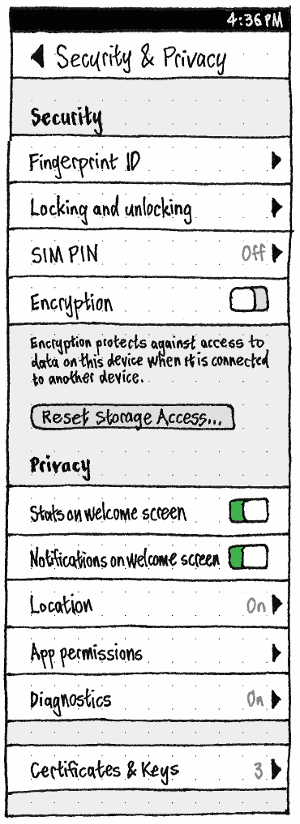 4:36PM
Security & Privacy
Security
Fingerprint ID
Locking and unlocking
SIM PIN Off
Encryption
Encryption protects against access to
data on this device when it is connected
to another device.
Reset Storage Access...
Privacy
Stats on welcome screen
Notifications on welcome screen
Location On
App permissions
Diagnostics On
Certificates & Keys 3